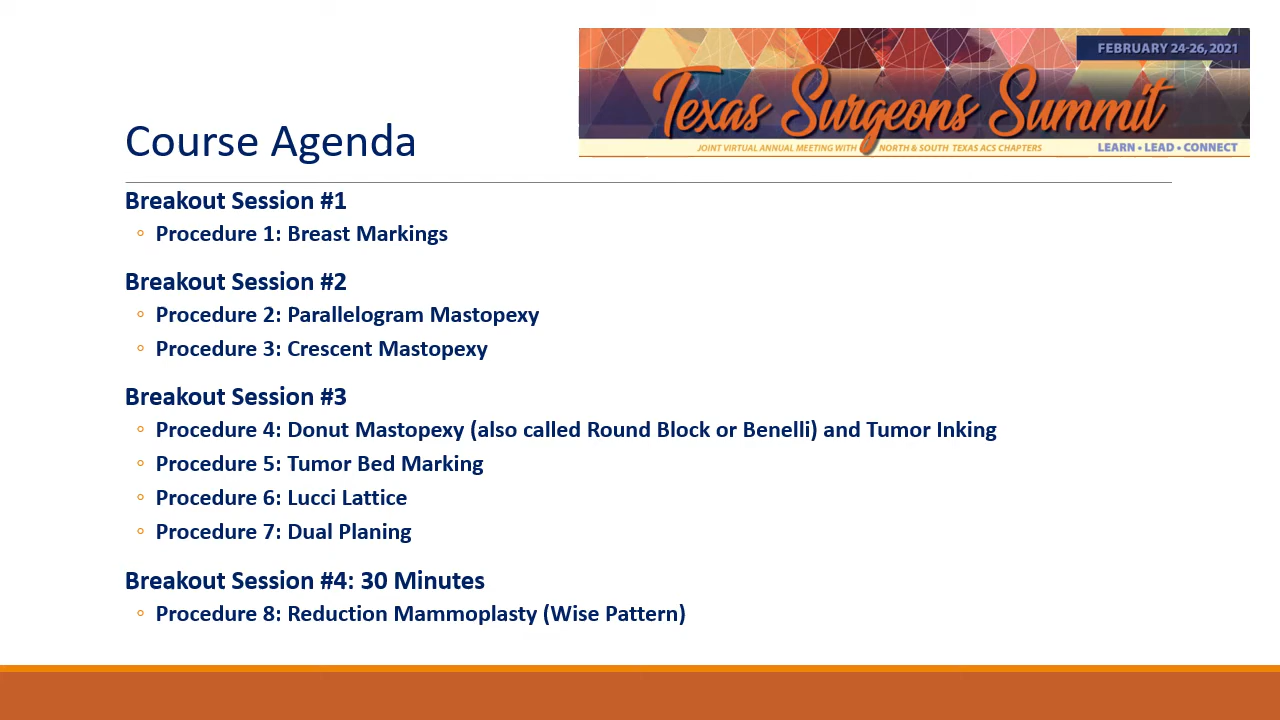 FEBRUARY 24-26, 2021
Texas Surgeons Summit
JOINT VIRTUAL ANNUAL MEETING WITH NORTH & SOUTH TEXAS ACS CHAPTERS
LEARN • LEAD • CONNECT
Course Agenda
Breakout Session #1
◦ Procedure 1: Breast Markings
Breakout Session #2
◦ Procedure 2: Parallelogram Mastopexy
◦ Procedure 3: Crescent Mastopexy
Breakout Session #3
◦ Procedure 4: Donut Mastopexy (also called Round Block or Benelli) and Tumor Inking
◦ Procedure 5: Tumor Bed Marking
◦ Procedure 6: Lucci Lattice
◦ Procedure 7: Dual Planing
Breakout Session #4: 30 Minutes
◦ Procedure 8: Reduction Mammoplasty (Wise Pattern)